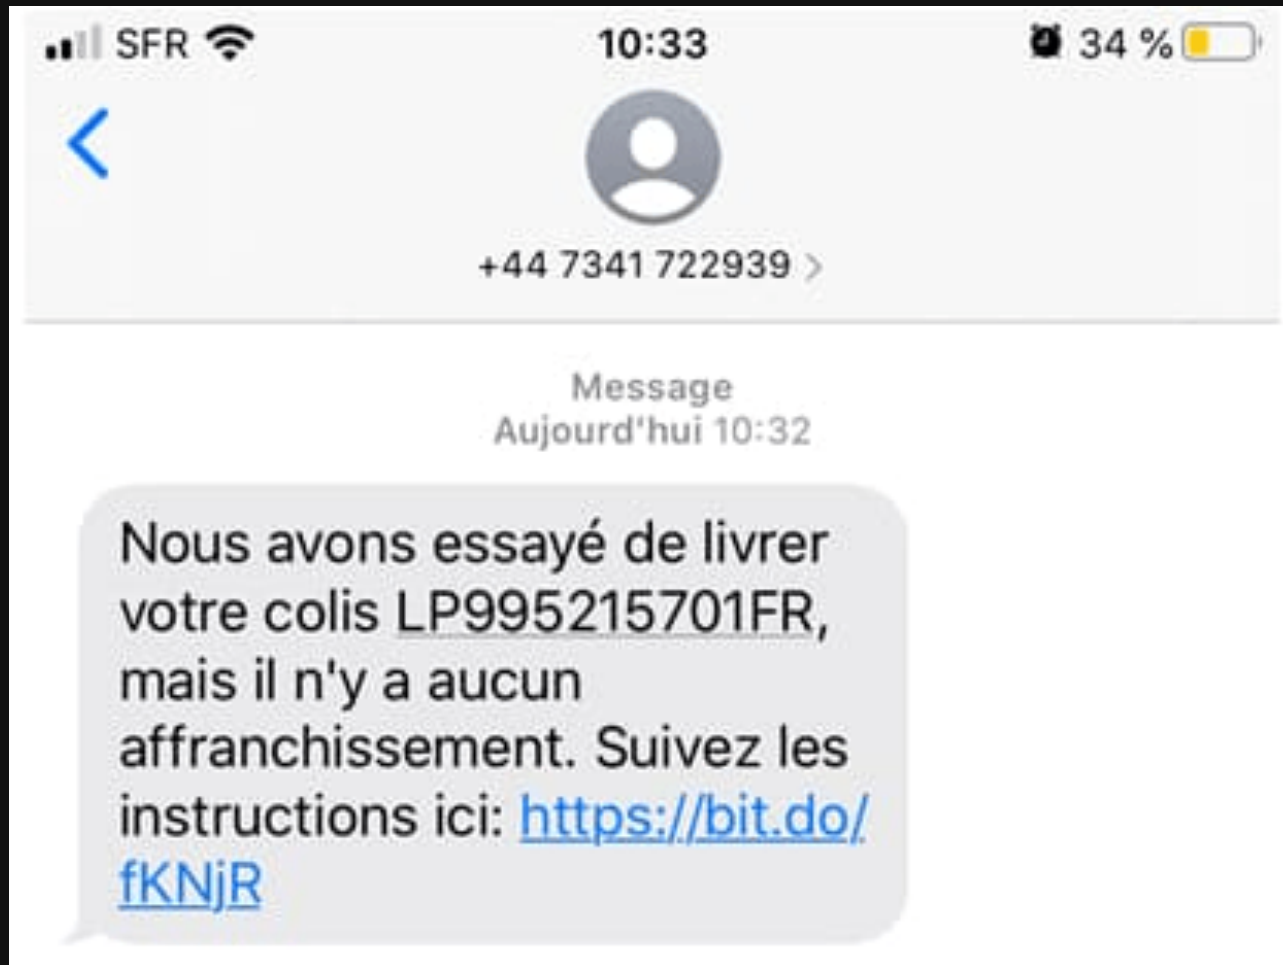 SFR
10:33
34 %
+44 7341 722939
Message
Aujourd'hui 10:32
Nous avons essayé de livrer
votre colis LP995215701FR,
mais il n'y a aucun
affranchissement. Suivez les
instructions ici: https://bit.do/
fKNjR